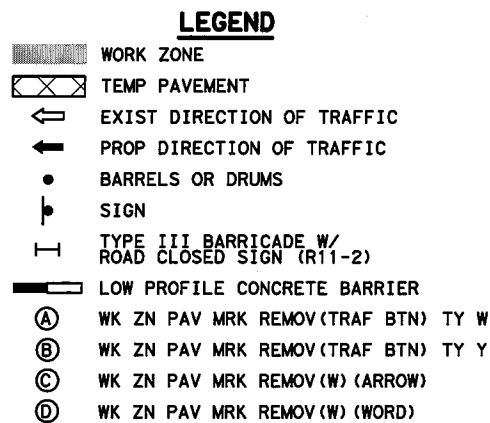 LEGEND
WORK ZONE
TEMP PAVEMENT
EXIST DIRECTION OF TRAFFIC
PROP DIRECTION OF TRAFFIC
BARRELS OR DRUMS
SIGN
TYPE III BARRICADE W/
ROAD CLOSED SIGN (R11-2)
LOW PROFILE CONCRETE BARRIER
A WK ZN PAV MRK REMOV(TRAF BTN) TY W
B WK ZN PAV MRK REMOV(TRAF BTN) TY Y
C WK ZN PAV MRK REMOV(W)(ARROW)
D WK ZN PAV MRK REMOV(W)(WORD)